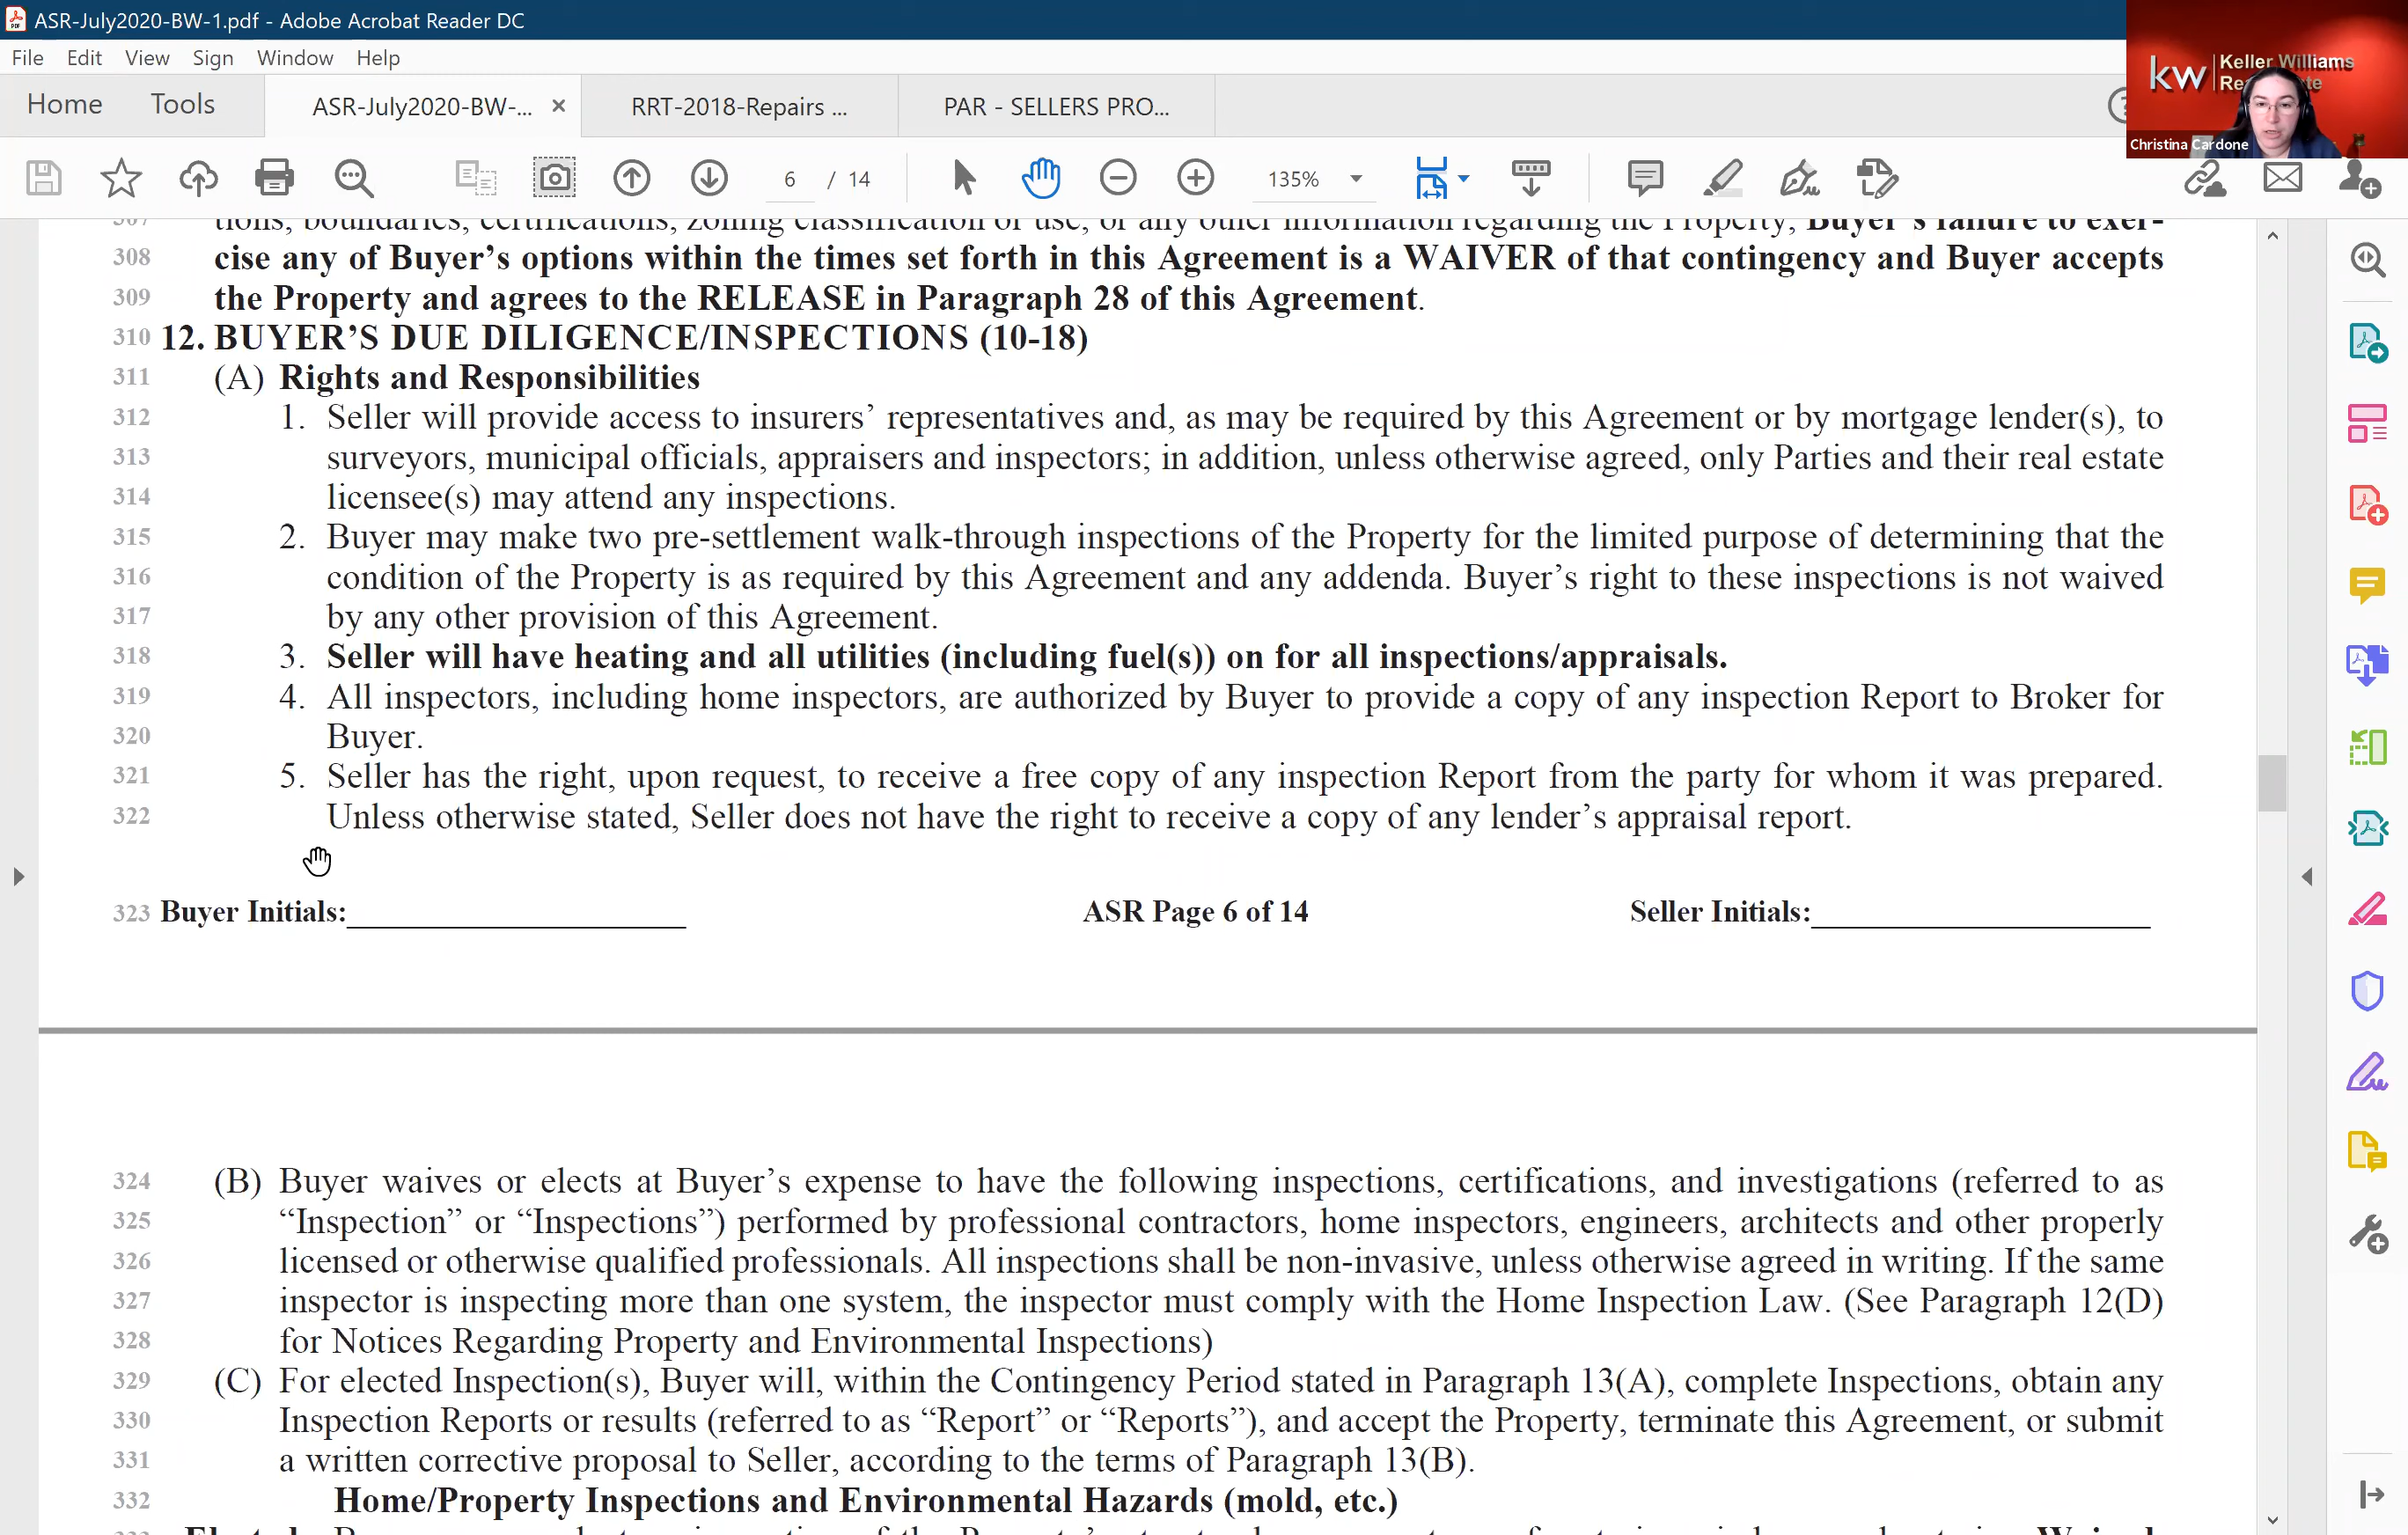 ASR-July2020-BW-1.pdf - Adobe Acrobat Reader DC
File Edit View Sign Window Help
Home Tools ASR-July2020-BW-... × RRT-2018-Repairs ... PAR - SELLERS PRO...
kw Keller Williams
Christina Cardone
6 / 14 135%
307 tions, boundaries, certifications, zoning classification or use, or any other information regarding the Property, Buyer's failure to exer-
308 cise any of Buyer's options within the times set forth in this Agreement is a WAIVER of that contingency and Buyer accepts
309 the Property and agrees to the RELEASE in Paragraph 28 of this Agreement.
310 12. BUYER'S DUE DILIGENCE/INSPECTIONS (10-18)
311 (A) Rights and Responsibilities
312 1. Seller will provide access to insurers' representatives and, as may be required by this Agreement or by mortgage lender(s), to
313 surveyors, municipal officials, appraisers and inspectors; in addition, unless otherwise agreed, only Parties and their real estate
314 licensee(s) may attend any inspections.
315 2. Buyer may make two pre-settlement walk-through inspections of the Property for the limited purpose of determining that the
316 condition of the Property is as required by this Agreement and any addenda. Buyer's right to these inspections is not waived
317 by any other provision of this Agreement.
318 3. Seller will have heating and all utilities (including fuel(s)) on for all inspections/appraisals.
319 4. All inspectors, including home inspectors, are authorized by Buyer to provide a copy of any inspection Report to Broker for
320 Buyer.
321 5. Seller has the right, upon request, to receive a free copy of any inspection Report from the party for whom it was prepared.
322 Unless otherwise stated, Seller does not have the right to receive a copy of any lender's appraisal report.
323 Buyer Initials: ASR Page 6 of 14 Seller Initials:
324 (B) Buyer waives or elects at Buyer's expense to have the following inspections, certifications, and investigations (referred to as
325 “Inspection” or “Inspections”) performed by professional contractors, home inspectors, engineers, architects and other properly
326 licensed or otherwise qualified professionals. All inspections shall be non-invasive, unless otherwise agreed in writing. If the same
327 inspector is inspecting more than one system, the inspector must comply with the Home Inspection Law. (See Paragraph 12(D)
328 for Notices Regarding Property and Environmental Inspections)
329 (C) For elected Inspection(s), Buyer will, within the Contingency Period stated in Paragraph 13(A), complete Inspections, obtain any
330 Inspection Reports or results (referred to as “Report” or “Reports”), and accept the Property, terminate this Agreement, or submit
331 a written corrective proposal to Seller, according to the terms of Paragraph 13(B).
332 Home/Property Inspections and Environmental Hazards (mold, etc.)